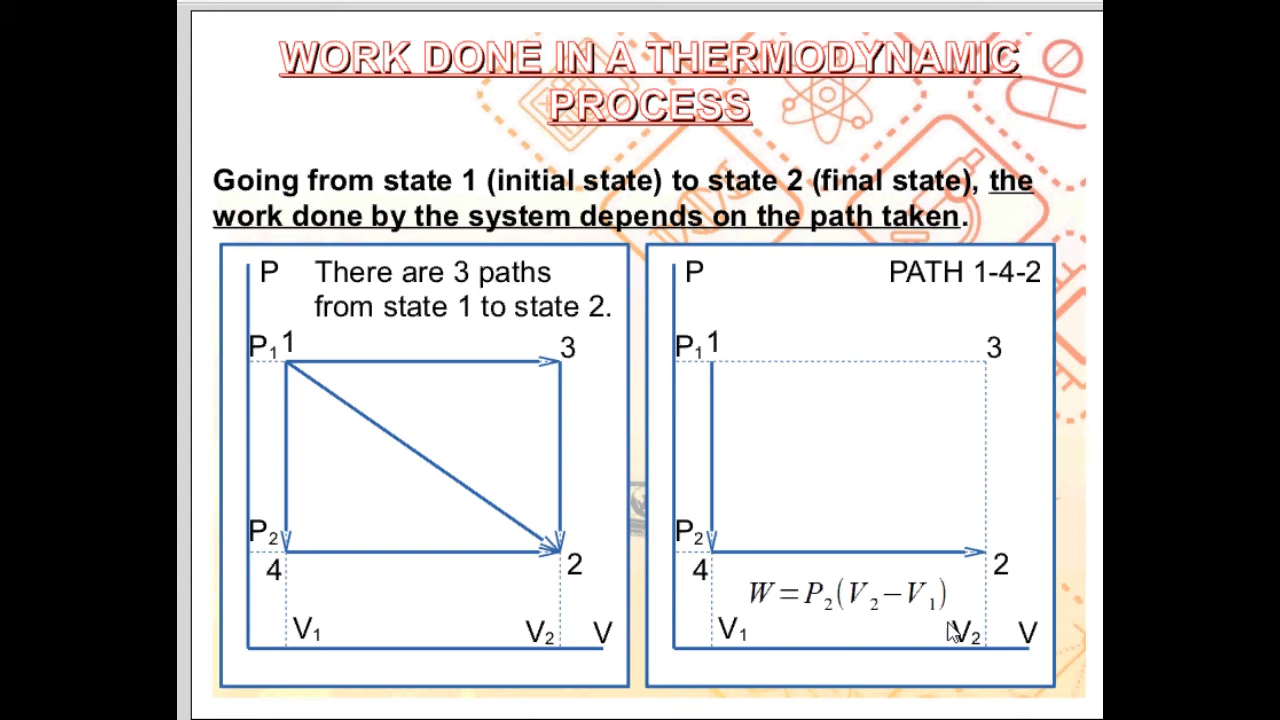 WORK DONE IN A THERMODYNAMIC
PROCESS
Going from state 1 (initial state) to state 2 (final state), the
work done by the system depends on the path taken.
P
There are 3 paths
from state 1 to state 2.
P₁
1
3
P₂
4
2
V₁
V₂
V
P
PATH 1-4-2
P₁
1
3
P₂
4
2
W=P₂(V₂−V₁)
V₁
V₂
V